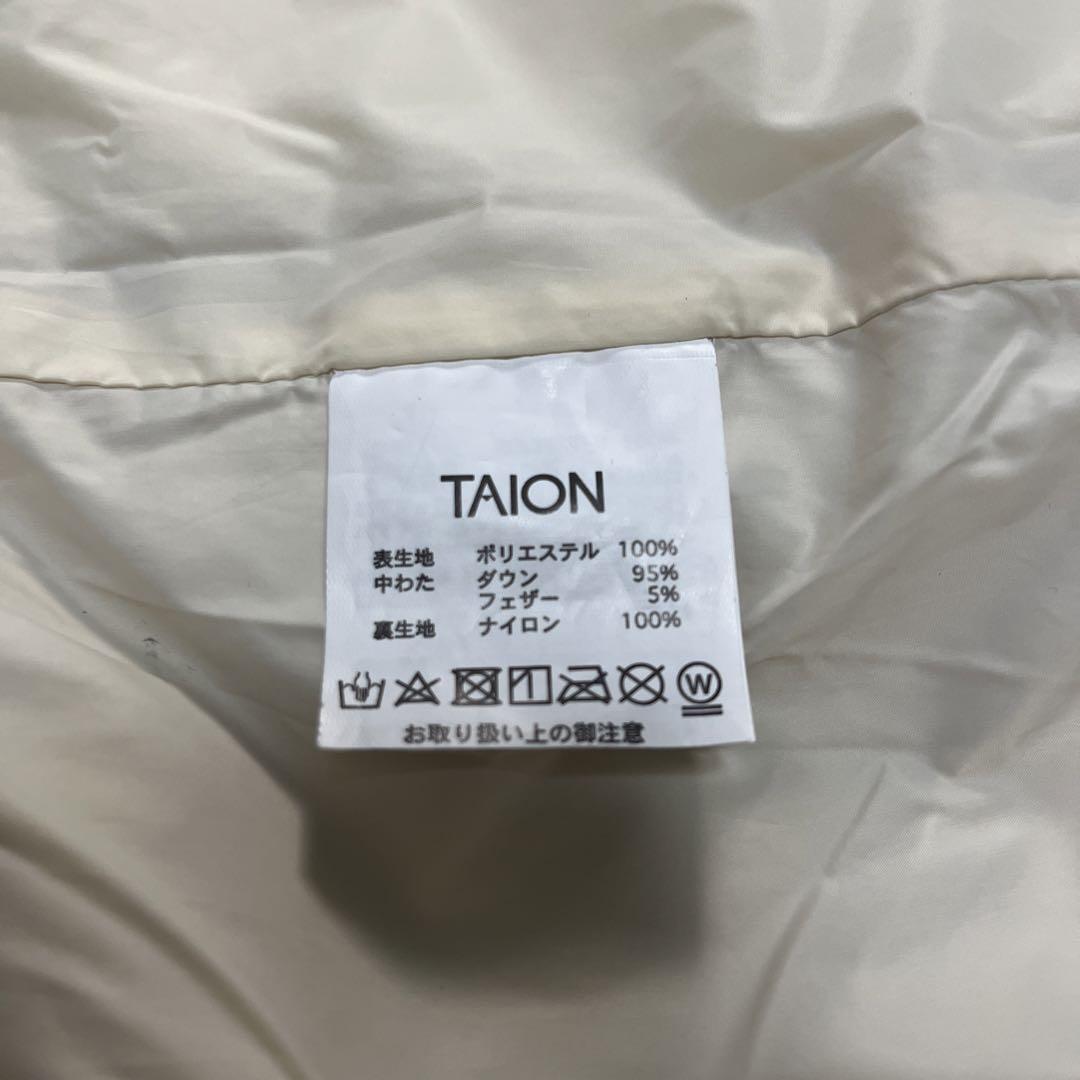 TAION
表生地 ポリエステル 100%
中わた ダウン 95%
フェザー 5%
裏生地 ナイロン 100%
W
お取り扱い上の御注意